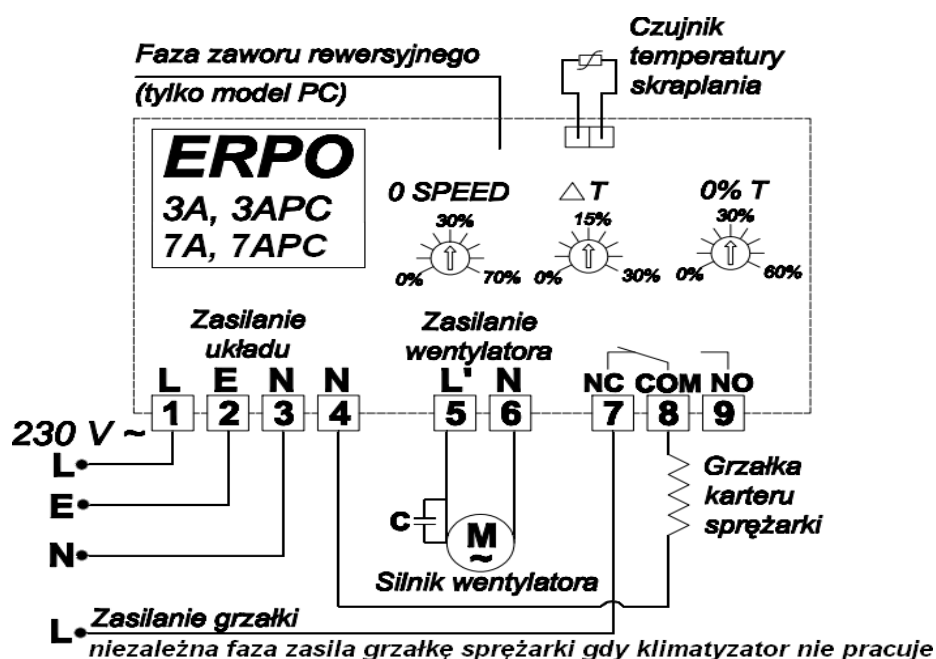 Faza zaworu rewersyjnego
(tylko model PC)
Czujnik
temperatury
skraplania
ERPO
3A, 3APC
7A, 7APC
0 SPEED
30%
0%
70%
△ T
15%
0%
30%
0% T
30%
0%
60%
Zasilanie
układu
Zasilanie
wentylatora
L E N N L' N NC COM NO
1 2 3 4 5 6 7 8 9
230 V ~
L
E
N
C
M
~
Silnik wentylatora
Grzałka
karteru
sprężarki
L Zasilanie grzałki
niezależna faza zasila grzałkę sprężarki gdy klimatyzator nie pracuje